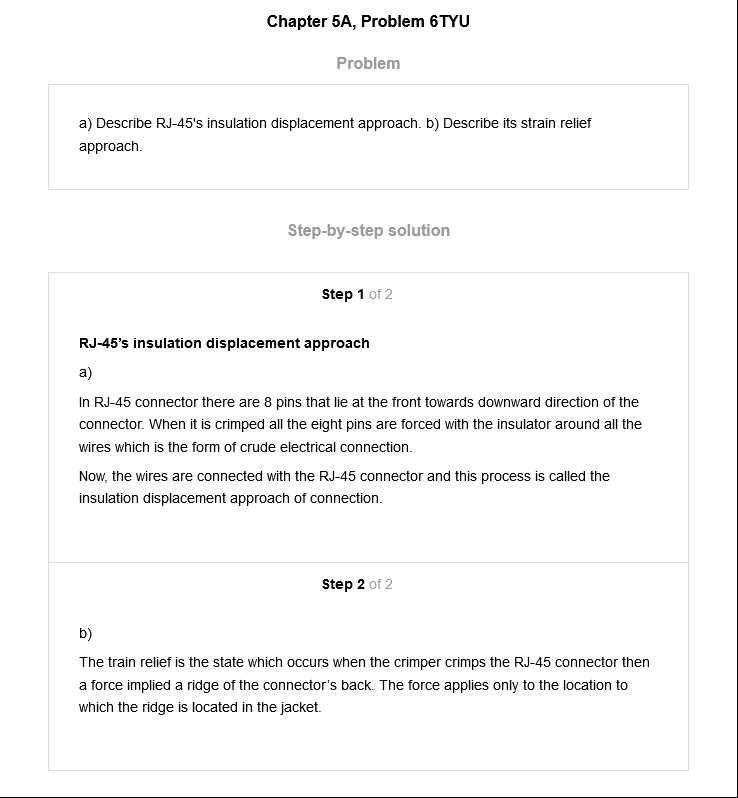 Chapter 5A, Problem 6TYU
Problem
a) Describe RJ-45's insulation displacement approach. b) Describe its strain relief
approach.
Step-by-step solution
Step 1 of 2
RJ-45’s insulation displacement approach
a)
In RJ-45 connector there are 8 pins that lie at the front towards downward direction of the
connector. When it is crimped all the eight pins are forced with the insulator around all the
wires which is the form of crude electrical connection.
Now, the wires are connected with the RJ-45 connector and this process is called the
insulation displacement approach of connection.
Step 2 of 2
b)
The train relief is the state which occurs when the crimper crimps the RJ-45 connector then
a force implied a ridge of the connector’s back. The force applies only to the location to
which the ridge is located in the jacket.